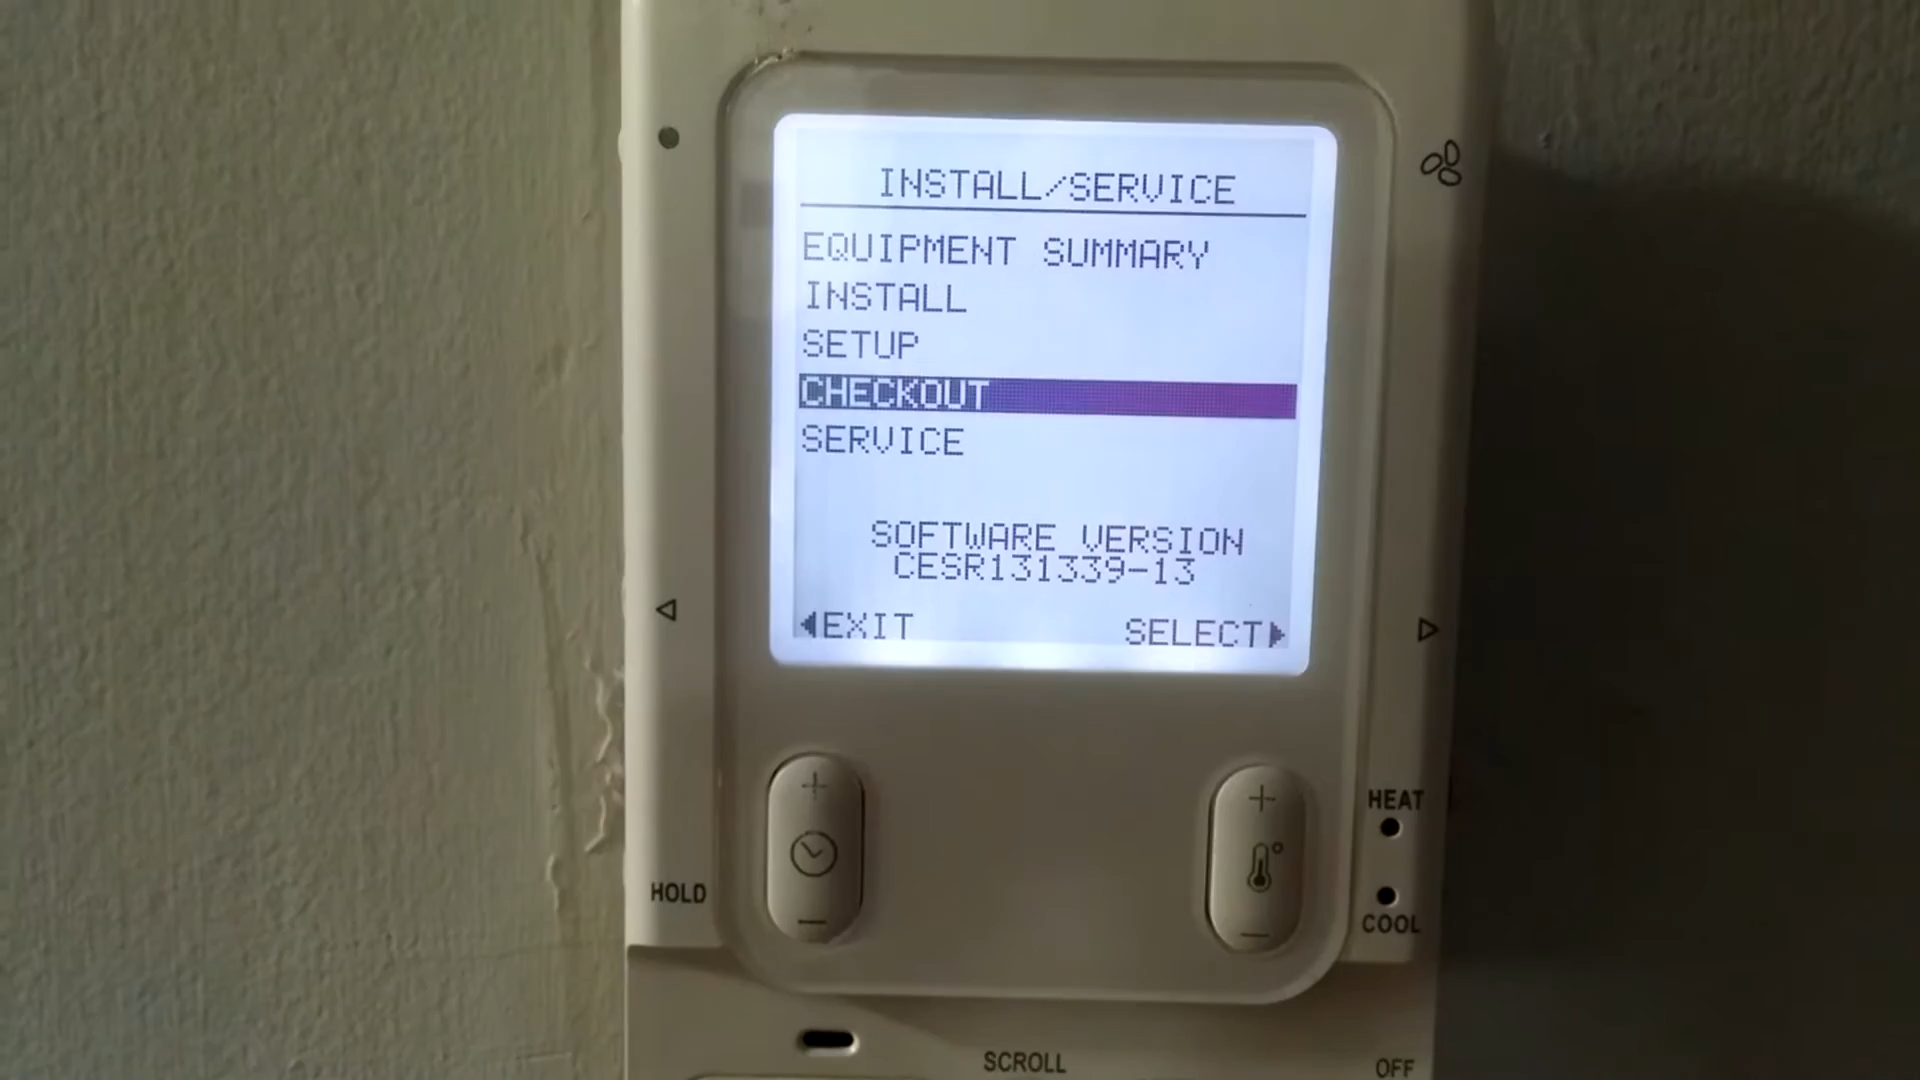 INSTALL/SERVICE
EQUIPMENT SUMMARY
INSTALL
SETUP
CHECKOUT
SERVICE
SOFTWARE VERSION
CESR131339-13
◀EXIT SELECT▶
HEAT
HOLD
COOL
SCROLL
OFF